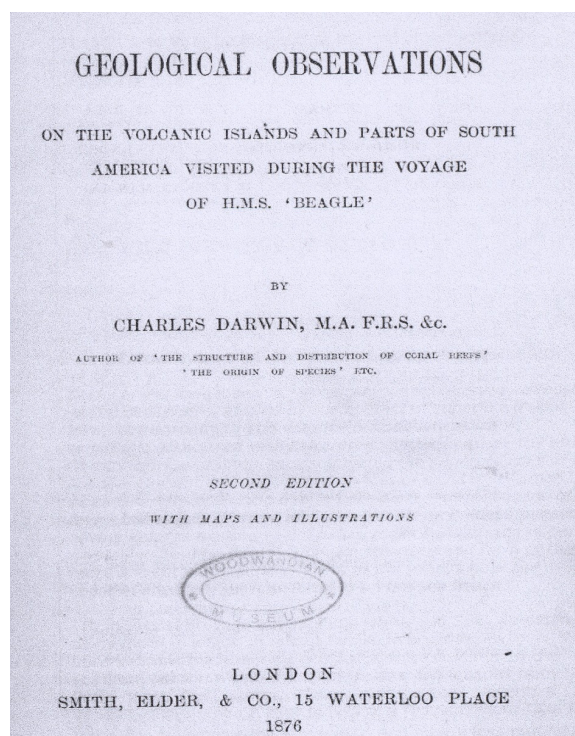 GEOLOGICAL OBSERVATIONS
ON THE VOLCANIC ISLANDS AND PARTS OF SOUTH
AMERICA VISITED DURING THE VOYAGE
OF H.M.S. ‘BEAGLE’
BY
CHARLES DARWIN, M.A. F.R.S. &c.
AUTHOR OF ‘THE STRUCTURE AND DISTRIBUTION OF CORAL REEFS’
‘THE ORIGIN OF SPECIES’ ETC.
SECOND EDITION
WITH MAPS AND ILLUSTRATIONS
WOODWARDIAN
MUSEUM
LONDON
SMITH, ELDER, & CO., 15 WATERLOO PLACE
1876